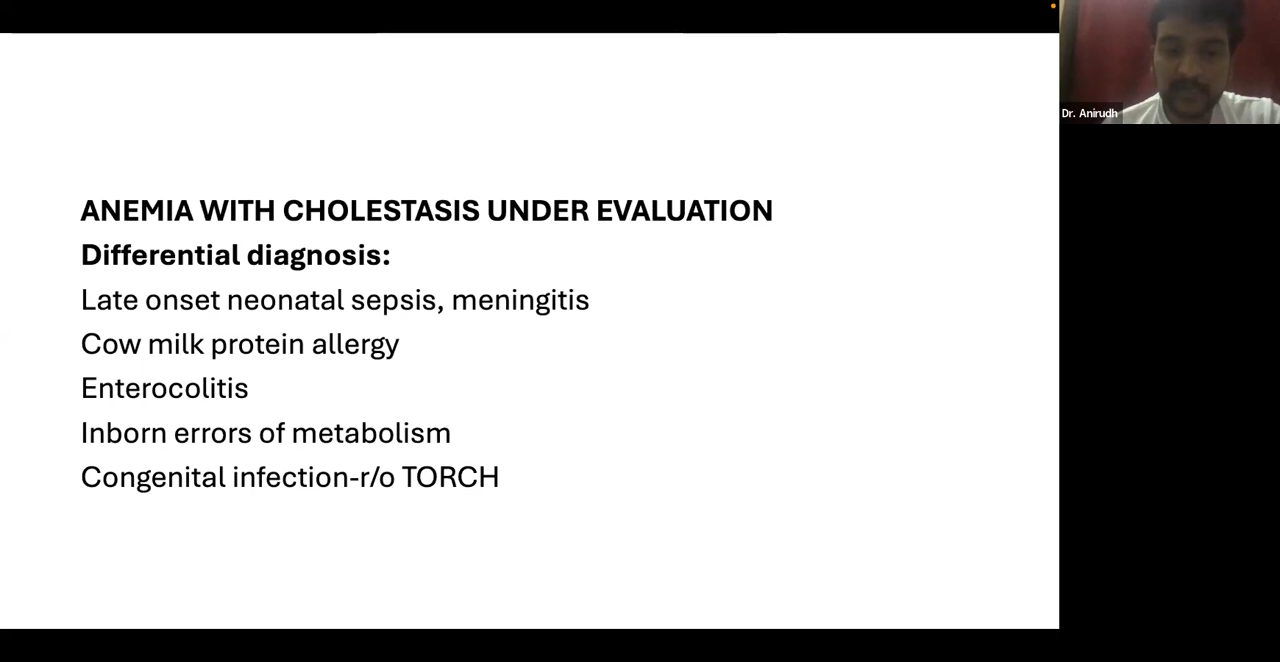 ANEMIA WITH CHOLESTASIS UNDER EVALUATION
Differential diagnosis:
Late onset neonatal sepsis, meningitis
Cow milk protein allergy
Enterocolitis
Inborn errors of metabolism
Congenital infection-r/o TORCH
Dr. Anirudh